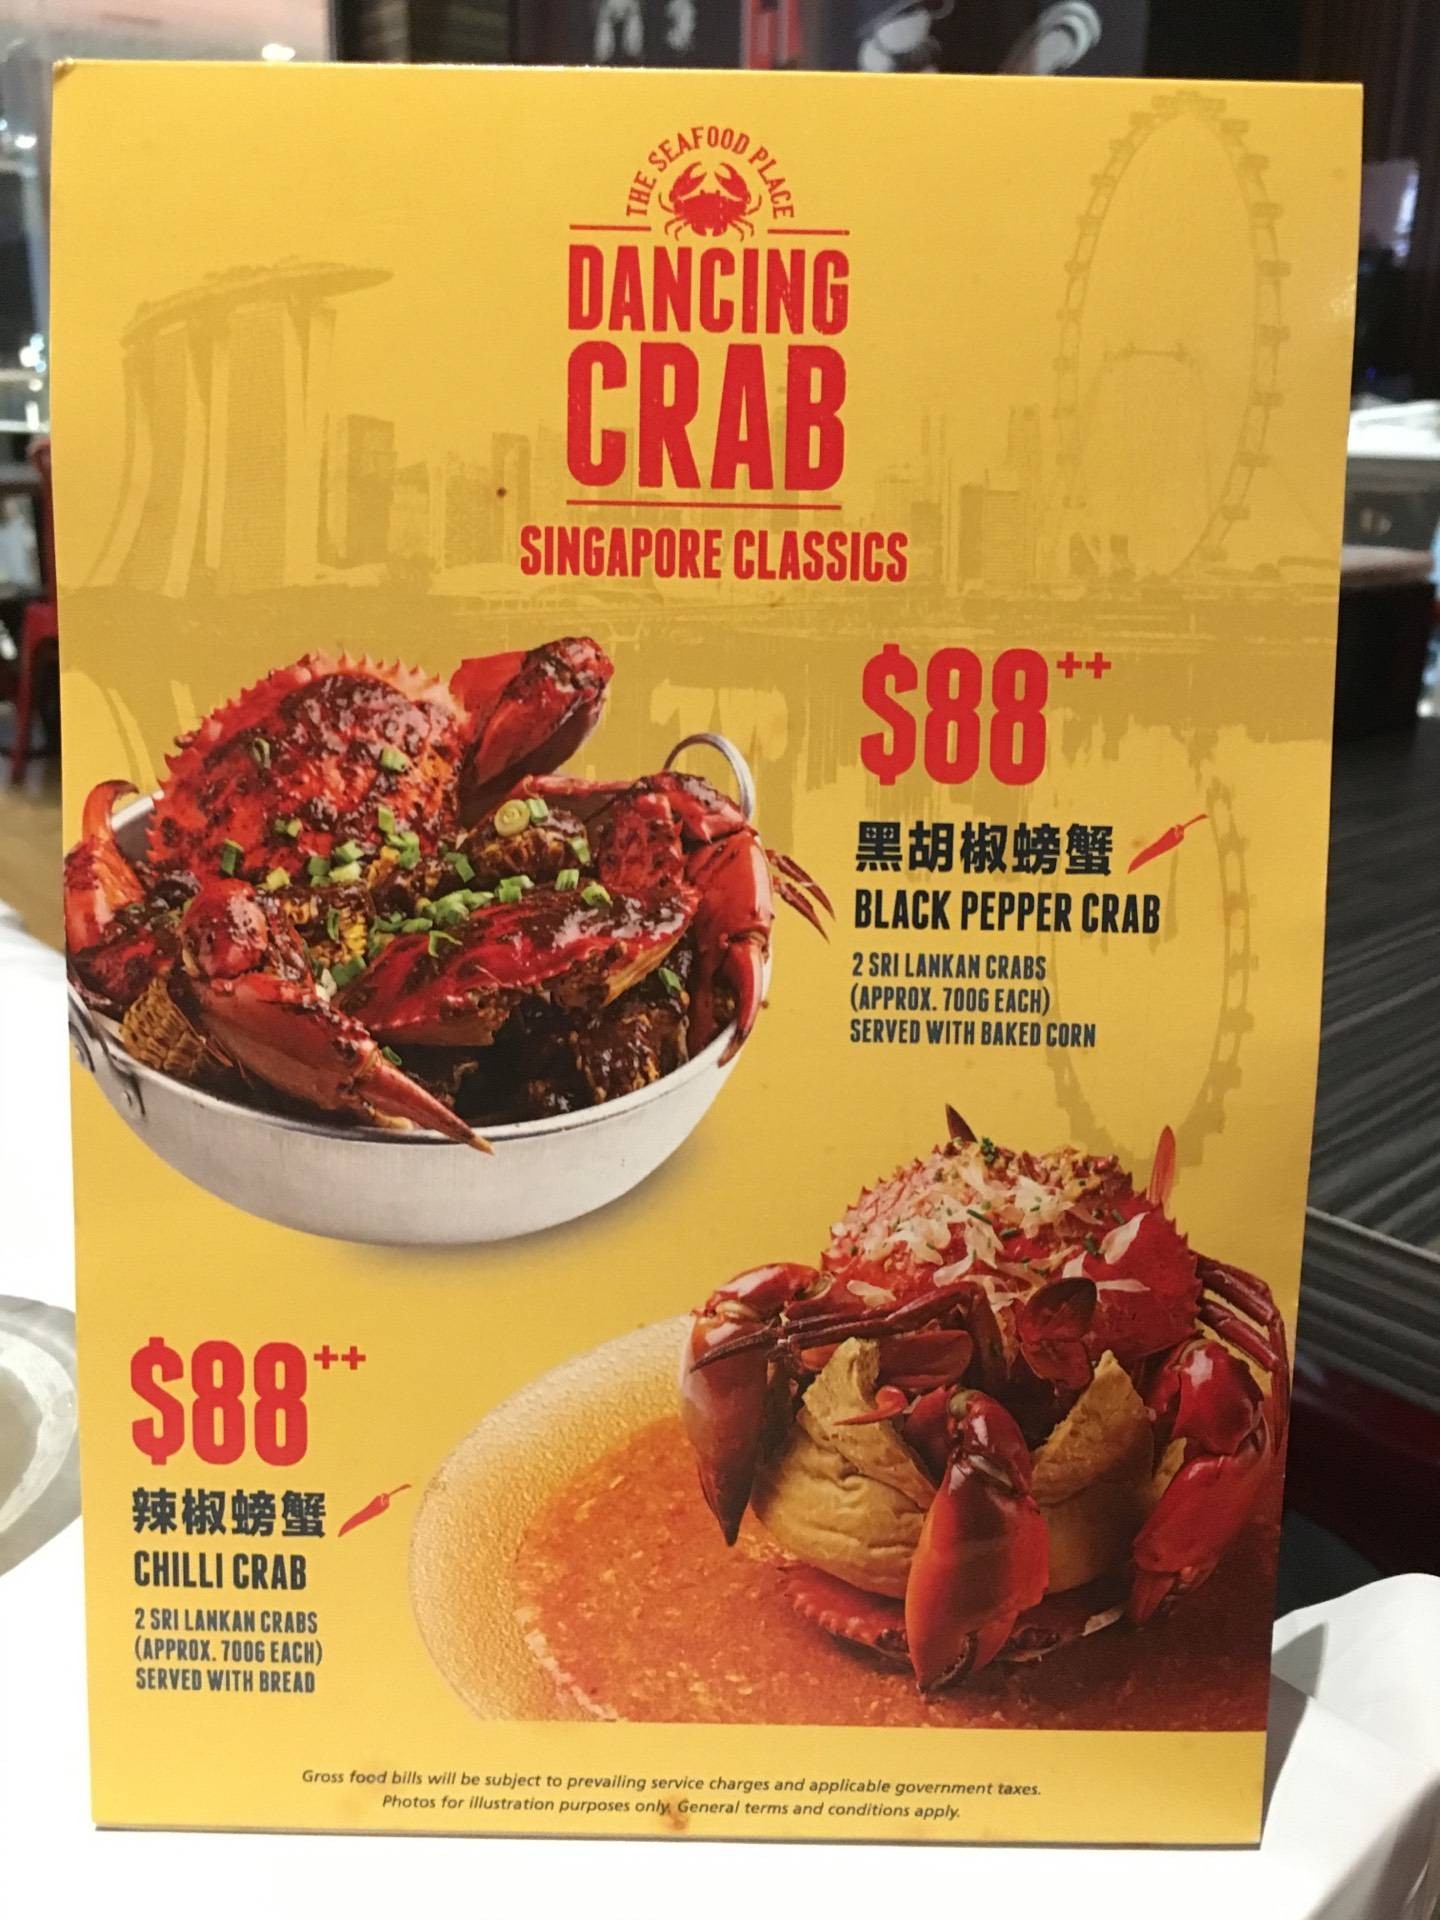 THE SEAFOOD PLACE
DANCING
CRAB
SINGAPORE CLASSICS
$88++
黑胡椒螃蟹
BLACK PEPPER CRAB
2 SRI LANKAN CRABS
(APPROX. 700G EACH)
SERVED WITH BAKED CORN
$88++
辣椒螃蟹
CHILLI CRAB
2 SRI LANKAN CRABS
(APPROX. 700G EACH)
SERVED WITH BREAD
Gross food bills will be subject to prevailing service charges and applicable government taxes.
Photos for illustration purposes only. General terms and conditions apply.